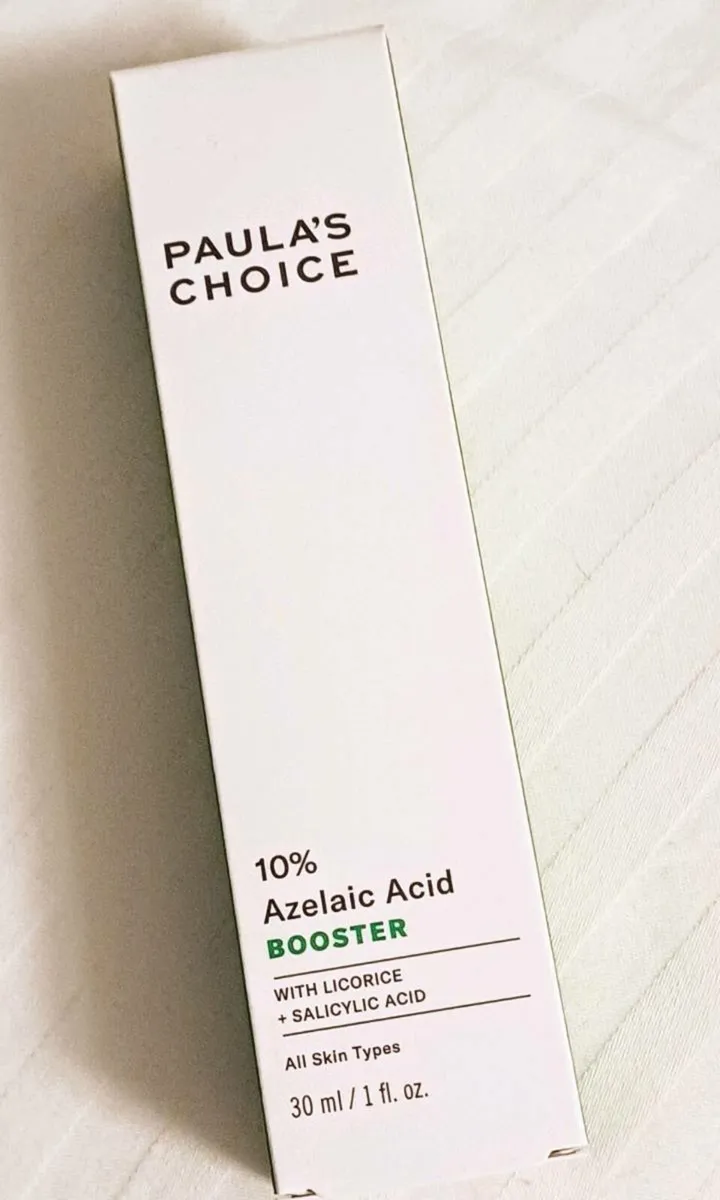 PAULA'S
CHOICE
10%
Azelaic Acid
BOOSTER
WITH LICORICE
+ SALICYLIC ACID
All Skin Types
30 ml / 1 fl. oz.